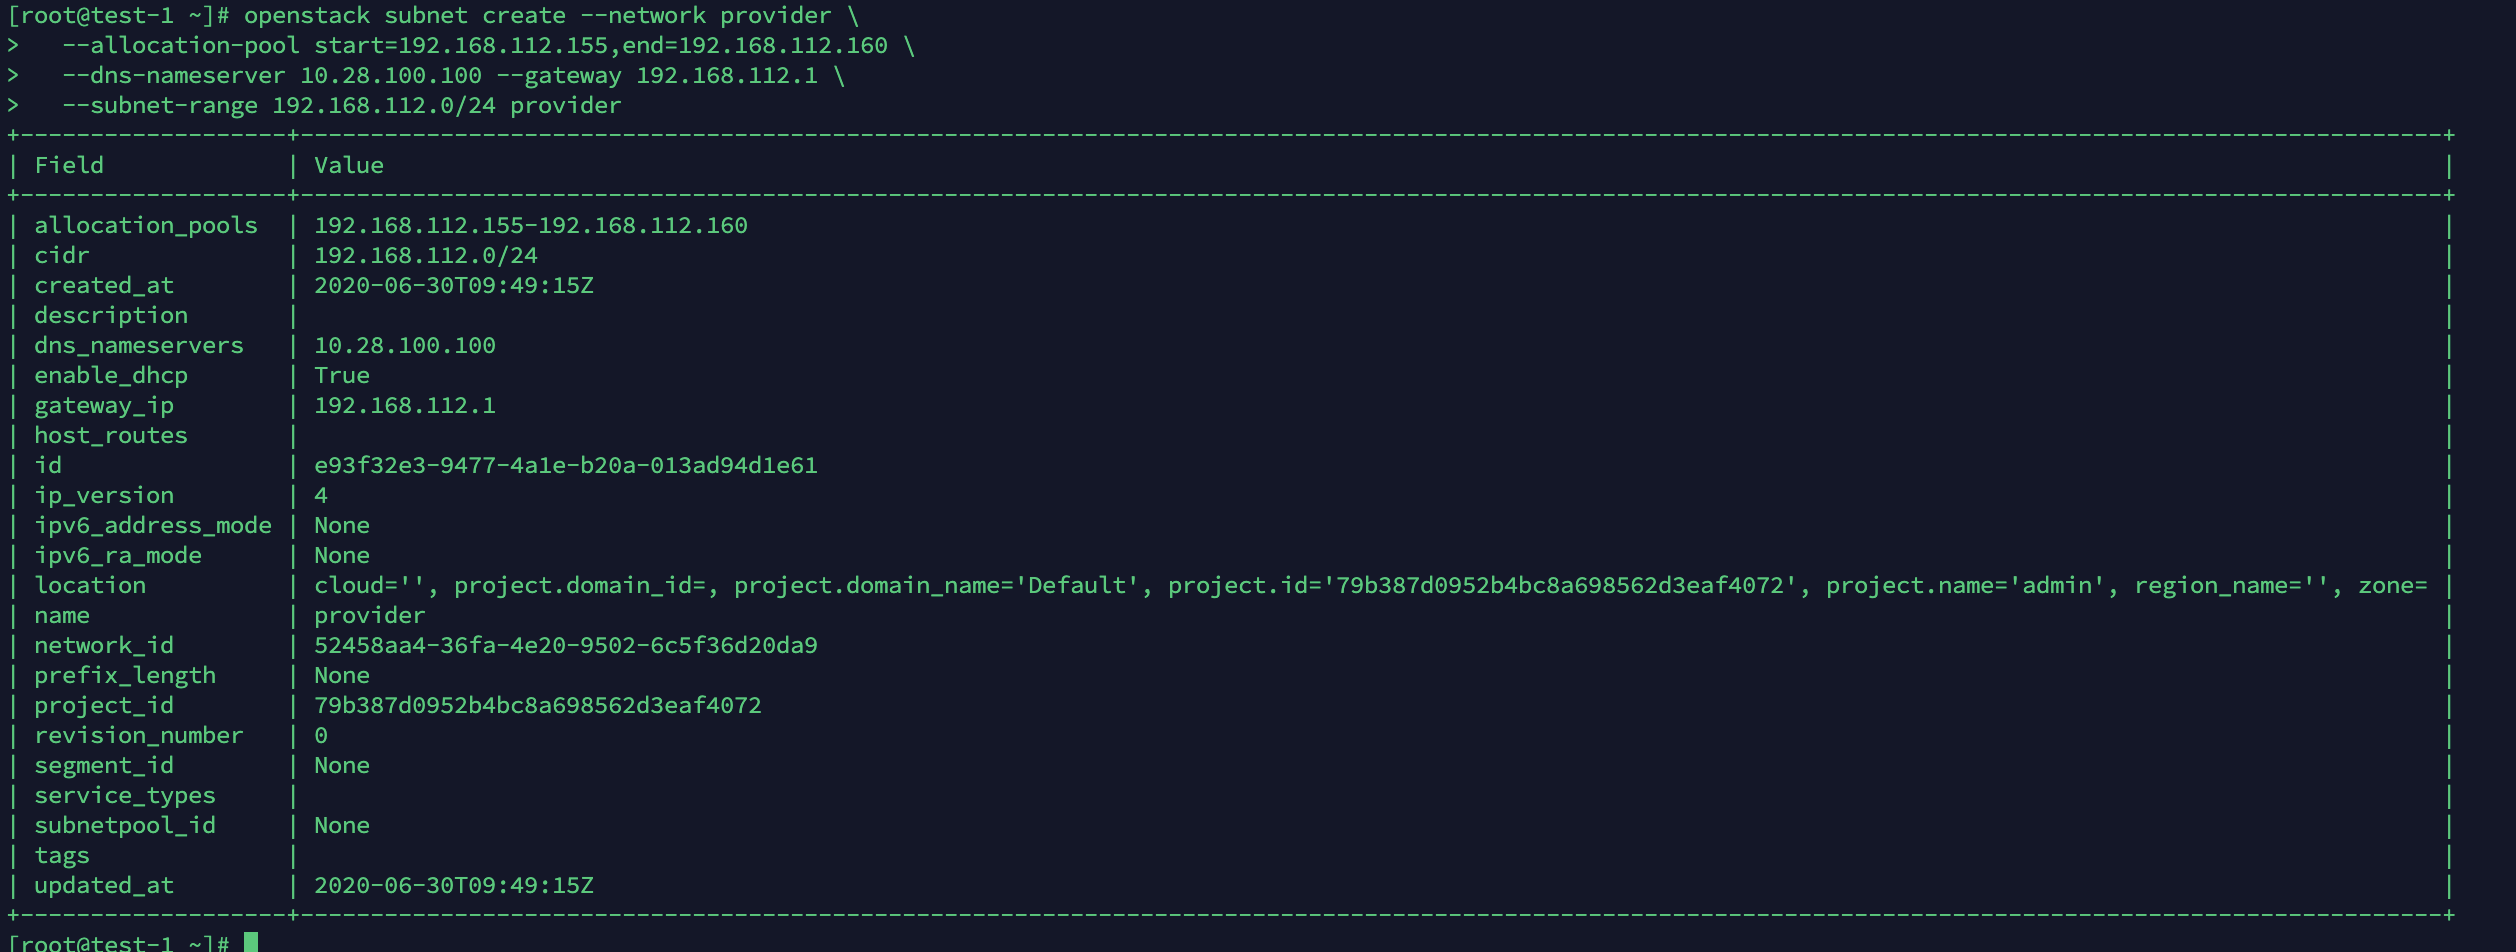 [root@test-1 ~]# openstack subnet create --network provider \
>   --allocation-pool start=192.168.112.155,end=192.168.112.160 \
>   --dns-nameserver 10.28.100.100 --gateway 192.168.112.1 \
>   --subnet-range 192.168.112.0/24 provider
+-------------------+---------------------------------------------------------------------------------------------------------------------------------------------------------+
| Field             | Value                                                                                                                                                   |
+-------------------+---------------------------------------------------------------------------------------------------------------------------------------------------------+
| allocation_pools  | 192.168.112.155-192.168.112.160                                                                                                                         |
| cidr              | 192.168.112.0/24                                                                                                                                        |
| created_at        | 2020-06-30T09:49:15Z                                                                                                                                    |
| description       |                                                                                                                                                         |
| dns_nameservers   | 10.28.100.100                                                                                                                                           |
| enable_dhcp       | True                                                                                                                                                    |
| gateway_ip        | 192.168.112.1                                                                                                                                           |
| host_routes       |                                                                                                                                                         |
| id                | e93f32e3-9477-4a1e-b20a-013ad94d1e61                                                                                                                    |
| ip_version        | 4                                                                                                                                                       |
| ipv6_address_mode | None                                                                                                                                                    |
| ipv6_ra_mode      | None                                                                                                                                                    |
| location          | cloud='', project.domain_id=, project.domain_name='Default', project.id='79b387d0952b4bc8a698562d3eaf4072', project.name='admin', region_name='', zone= |
| name              | provider                                                                                                                                                |
| network_id        | 52458aa4-36fa-4e20-9502-6c5f36d20da9                                                                                                                    |
| prefix_length     | None                                                                                                                                                    |
| project_id        | 79b387d0952b4bc8a698562d3eaf4072                                                                                                                        |
| revision_number   | 0                                                                                                                                                       |
| segment_id        | None                                                                                                                                                    |
| service_types     |                                                                                                                                                         |
| subnetpool_id     | None                                                                                                                                                    |
| tags              |                                                                                                                                                         |
| updated_at        | 2020-06-30T09:49:15Z                                                                                                                                    |
+-------------------+---------------------------------------------------------------------------------------------------------------------------------------------------------+
[root@test-1 ~]#